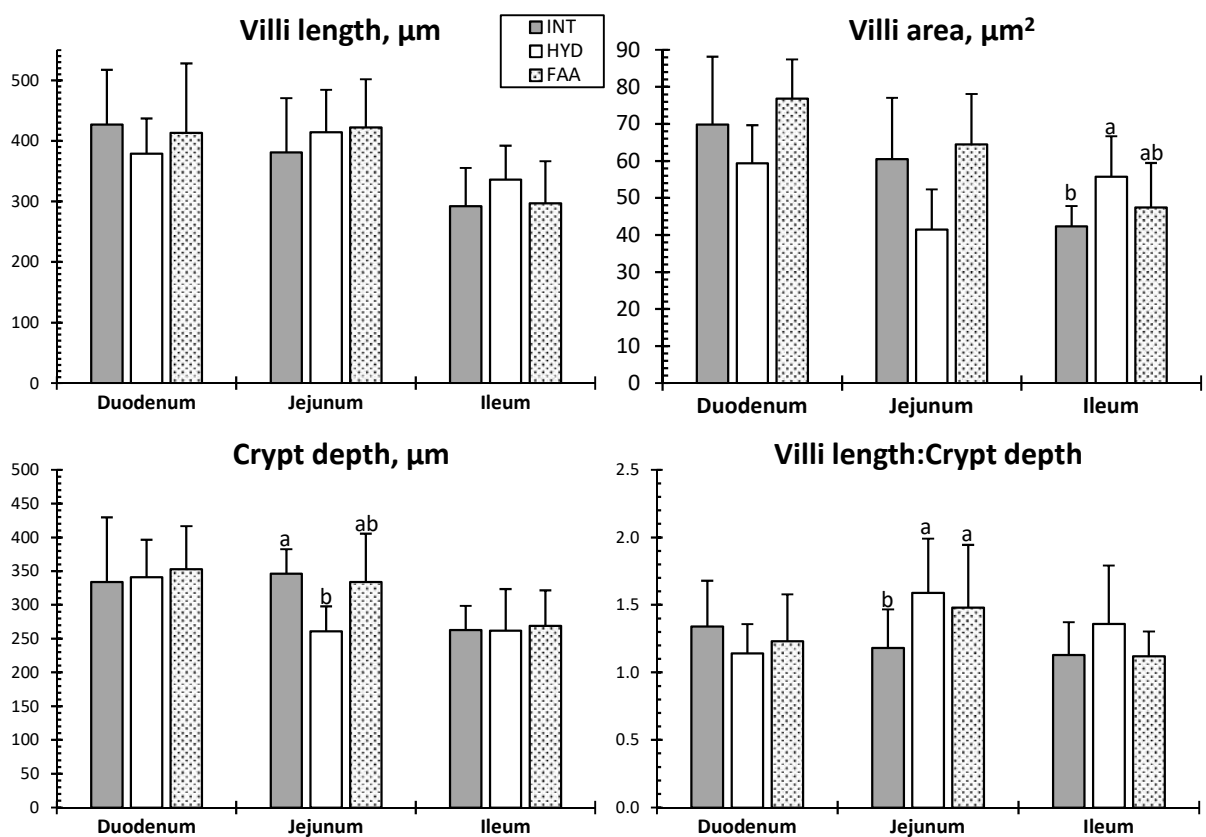 Villi length, µm
INT
HYD
FAA
500
400
300
200
100
0
Duodenum Jejunum Ileum
Villi area, µm²
90
80
70
60
50
40
30
20
10
0
b a ab
Duodenum Jejunum Ileum
Crypt depth, µm
500
450
400
350
300
250
200
150
100
50
0
a b ab
Duodenum Jejunum Ileum
Villi length:Crypt depth
2.5
2.0
1.5
1.0
0.5
0.0
b a a
Duodenum Jejunum Ileum